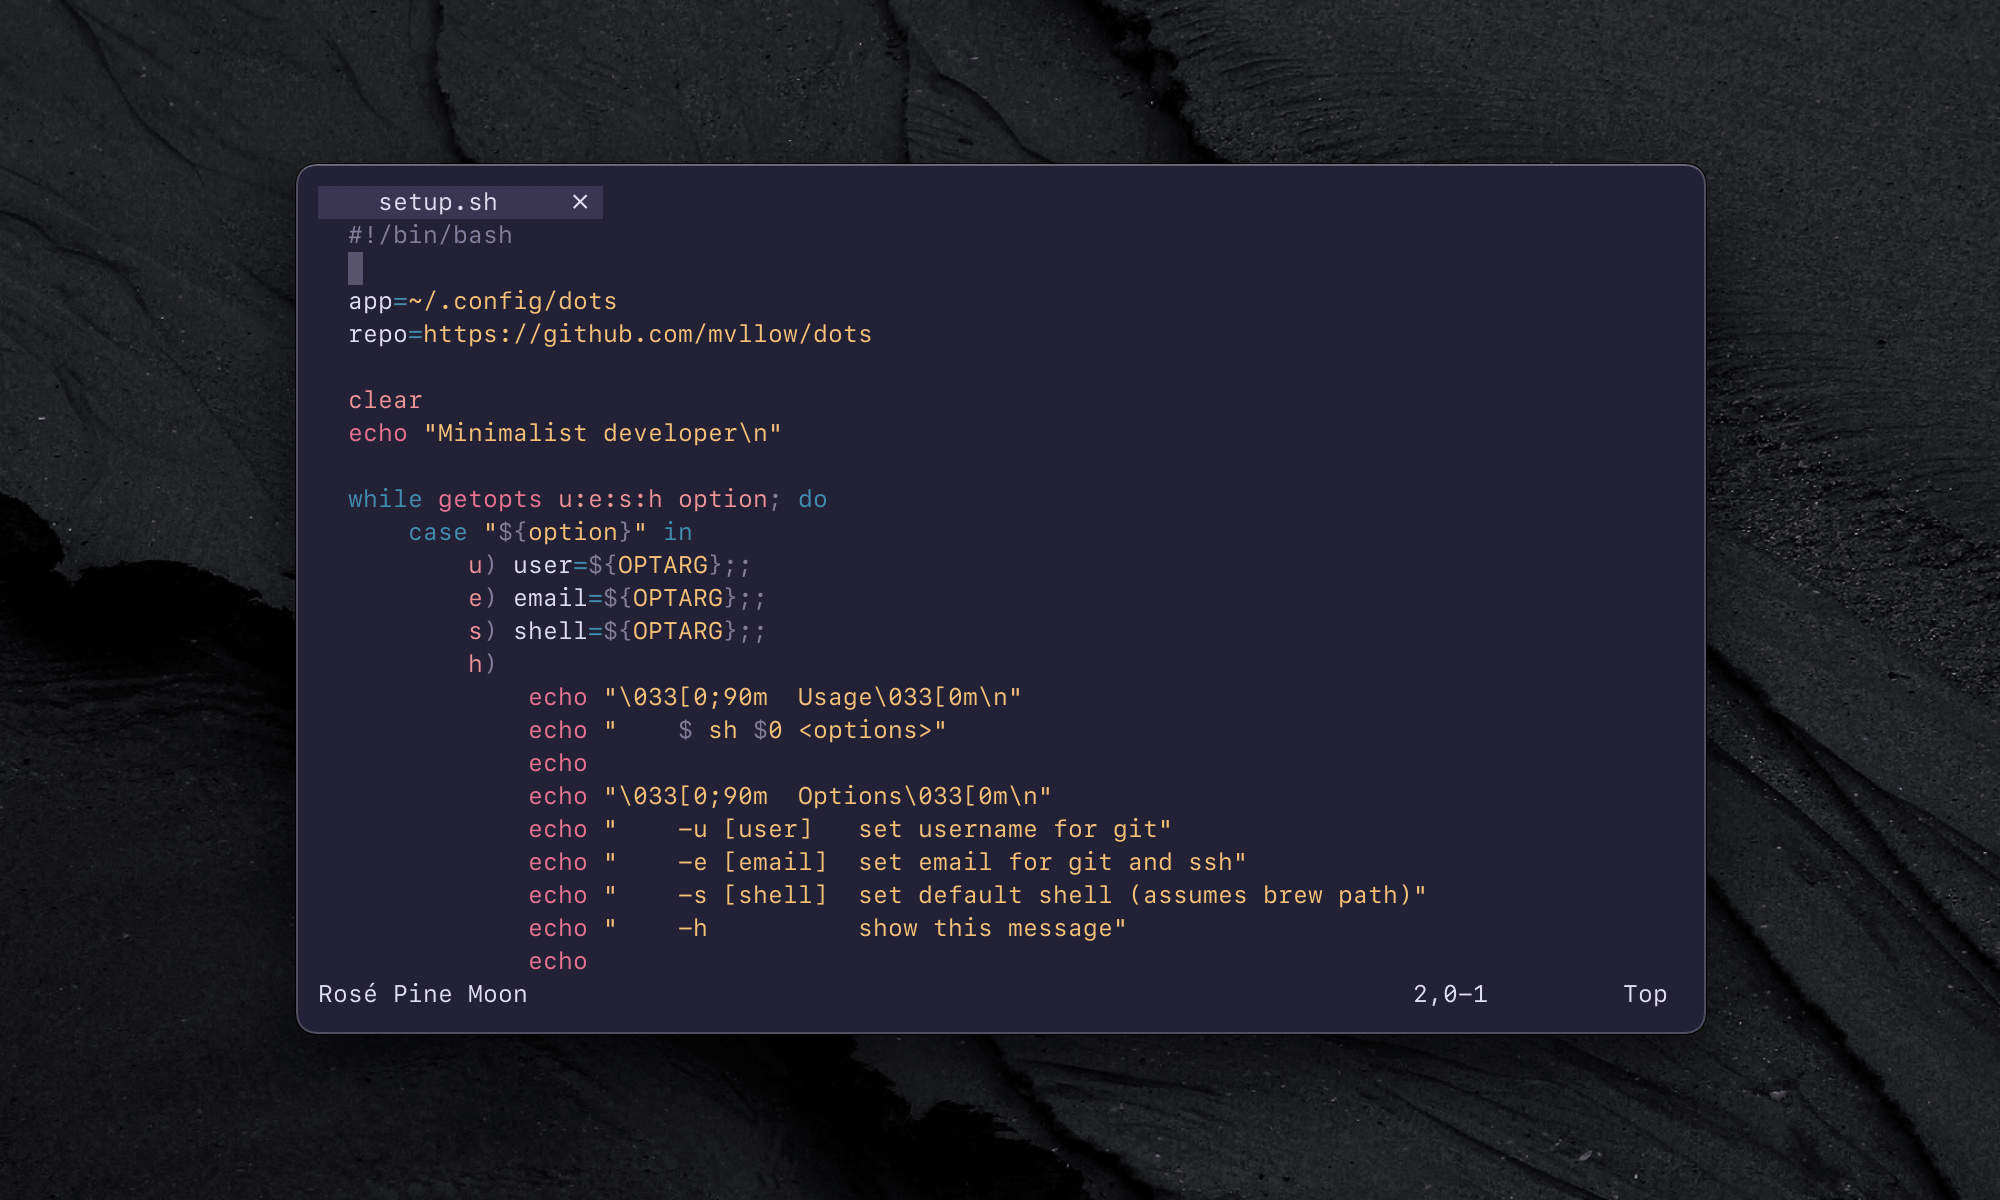 setup.sh ×
#!/bin/bash
app=~/.config/dots
repo=https://github.com/mvllow/dots
clear
echo "Minimalist developer\n"
while getopts u:e:s:h option; do
    case "${option}" in
        u) user=${OPTARG};;
        e) email=${OPTARG};;
        s) shell=${OPTARG};;
        h)
            echo "\033[0;90m  Usage\033[0m\n"
            echo "    $ sh $0 <options>"
            echo
            echo "\033[0;90m  Options\033[0m\n"
            echo "    -u [user]   set username for git"
            echo "    -e [email]  set email for git and ssh"
            echo "    -s [shell]  set default shell (assumes brew path)"
            echo "    -h          show this message"
            echo
Rosé Pine Moon 2,0-1 Top